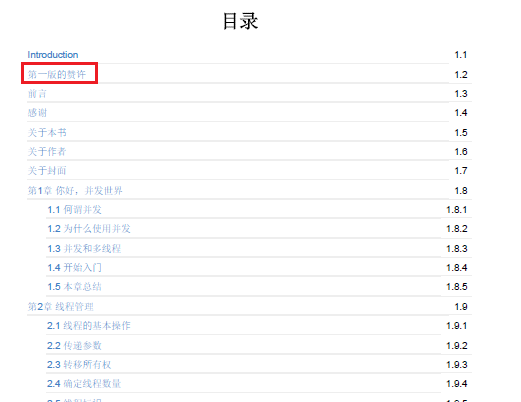 目录
Introduction 1.1
第一版的赞许 1.2
前言 1.3
感谢 1.4
关于本书 1.5
关于作者 1.6
关于封面 1.7
第1章 你好，并发世界 1.8
1.1 何谓并发 1.8.1
1.2 为什么使用并发 1.8.2
1.3 并发和多线程 1.8.3
1.4 开始入门 1.8.4
1.5 本章总结 1.8.5
第2章 线程管理 1.9
2.1 线程的基本操作 1.9.1
2.2 传递参数 1.9.2
2.3 转移所有权 1.9.3
2.4 确定线程数量 1.9.4